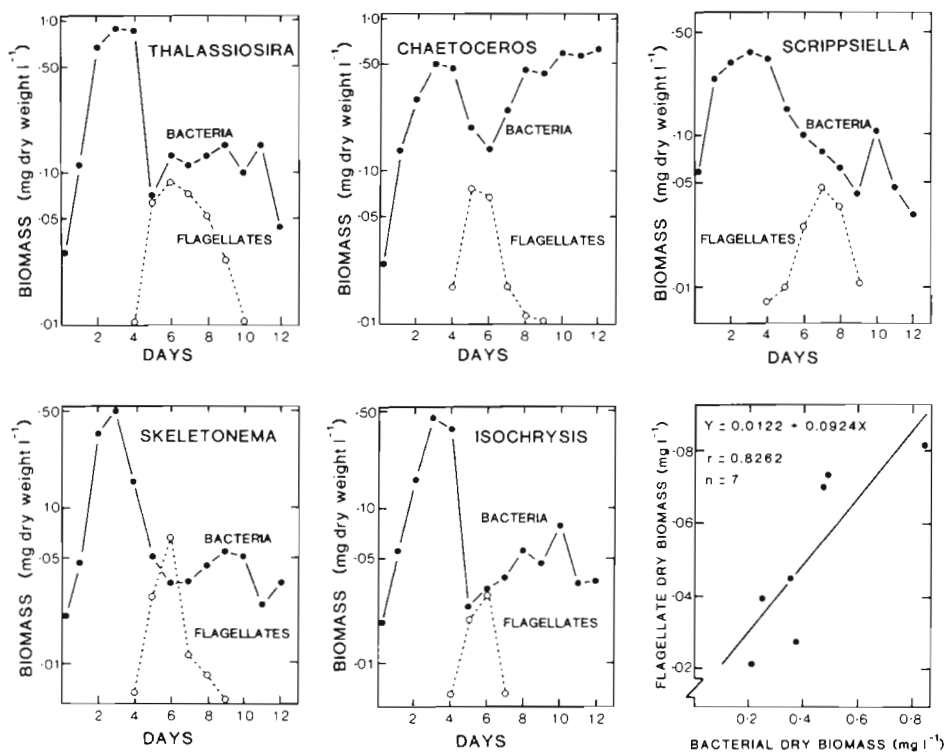 THALASSIOSIRA
BIOMASS (mg dry weight l⁻¹)
1·0
·50
·10
·05
·01
BACTERIA
FLAGELLATES
2 4 6 8 10 12
DAYS
CHAETOCEROS
BIOMASS (mg dry weight l⁻¹)
1·0
·50
·10
·05
·01
BACTERIA
FLAGELLATES
2 4 6 8 10 12
DAYS
SCRIPPSIELLA
BIOMASS (mg dry weight l⁻¹)
·50
·10
·05
·01
BACTERIA
FLAGELLATES
2 4 6 8 10 12
DAYS
SKELETONEMA
BIOMASS (mg dry weight l⁻¹)
·50
·10
·05
·01
BACTERIA
FLAGELLATES
2 4 6 8 10 12
DAYS
ISOCHRYSIS
BIOMASS (mg dry weight l⁻¹)
·50
·10
·05
·01
BACTERIA
FLAGELLATES
2 4 6 8 10 12
DAYS
Y = 0.0122 + 0.0924X
r = 0.8262
n = 7
FLAGELLATE DRY BIOMASS (mg l⁻¹)
·08
·06
·04
·02
0·2 0·4 0·6 0·8
BACTERIAL DRY BIOMASS (mg l⁻¹)